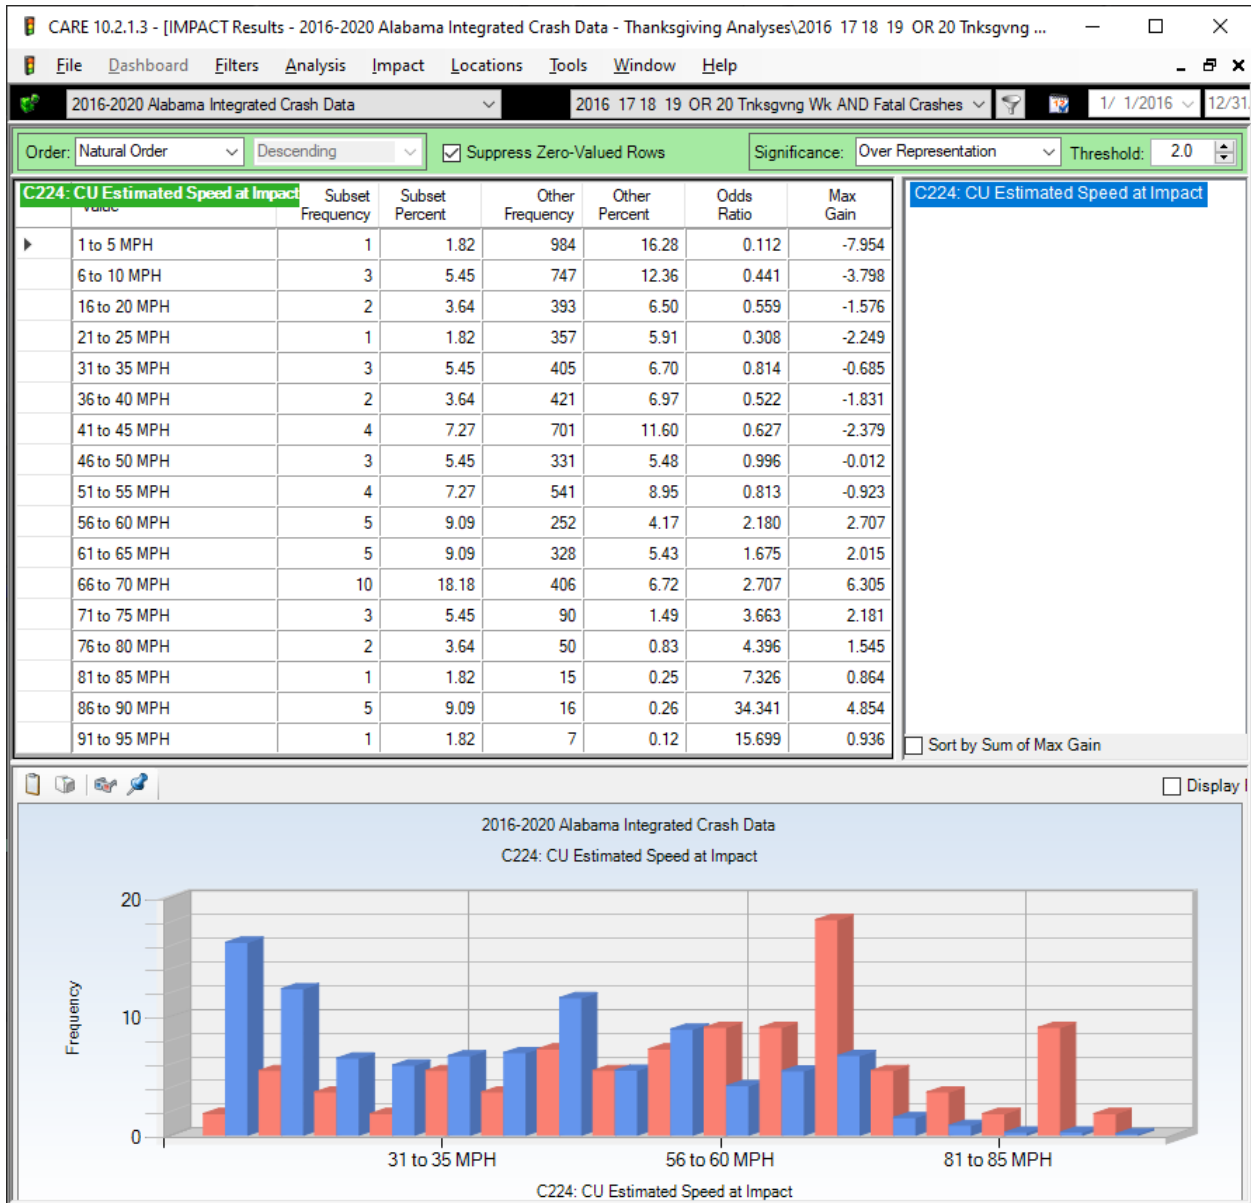 CARE 10.2.1.3 - [IMPACT Results - 2016-2020 Alabama Integrated Crash Data - Thanksgiving Analyses\2016 17 18 19 OR 20 Tnksgvng ...
File Dashboard Filters Analysis Impact Locations Tools Window Help
2016-2020 Alabama Integrated Crash Data 2016 17 18 19 OR 20 Tnksgvng Wk AND Fatal Crashes 1/ 1/2016 12/31
Order: Natural Order Descending Suppress Zero-Valued Rows Significance: Over Representation Threshold: 2.0
C224: CU Estimated Speed at Impact Subset Frequency Subset Percent Other Frequency Other Percent Odds Ratio Max Gain C224: CU Estimated Speed at Impact
1 to 5 MPH 1 1.82 984 16.28 0.112 -7.954
6 to 10 MPH 3 5.45 747 12.36 0.441 -3.798
16 to 20 MPH 2 3.64 393 6.50 0.559 -1.576
21 to 25 MPH 1 1.82 357 5.91 0.308 -2.249
31 to 35 MPH 3 5.45 405 6.70 0.814 -0.685
36 to 40 MPH 2 3.64 421 6.97 0.522 -1.831
41 to 45 MPH 4 7.27 701 11.60 0.627 -2.379
46 to 50 MPH 3 5.45 331 5.48 0.996 -0.012
51 to 55 MPH 4 7.27 541 8.95 0.813 -0.923
56 to 60 MPH 5 9.09 252 4.17 2.180 2.707
61 to 65 MPH 5 9.09 328 5.43 1.675 2.015
66 to 70 MPH 10 18.18 406 6.72 2.707 6.305
71 to 75 MPH 3 5.45 90 1.49 3.663 2.181
76 to 80 MPH 2 3.64 50 0.83 4.396 1.545
81 to 85 MPH 1 1.82 15 0.25 7.326 0.864
86 to 90 MPH 5 9.09 16 0.26 34.341 4.854
91 to 95 MPH 1 1.82 7 0.12 15.699 0.936
Sort by Sum of Max Gain
Display
2016-2020 Alabama Integrated Crash Data
C224: CU Estimated Speed at Impact
20
10
0
Frequency
31 to 35 MPH 56 to 60 MPH 81 to 85 MPH
C224: CU Estimated Speed at Impact